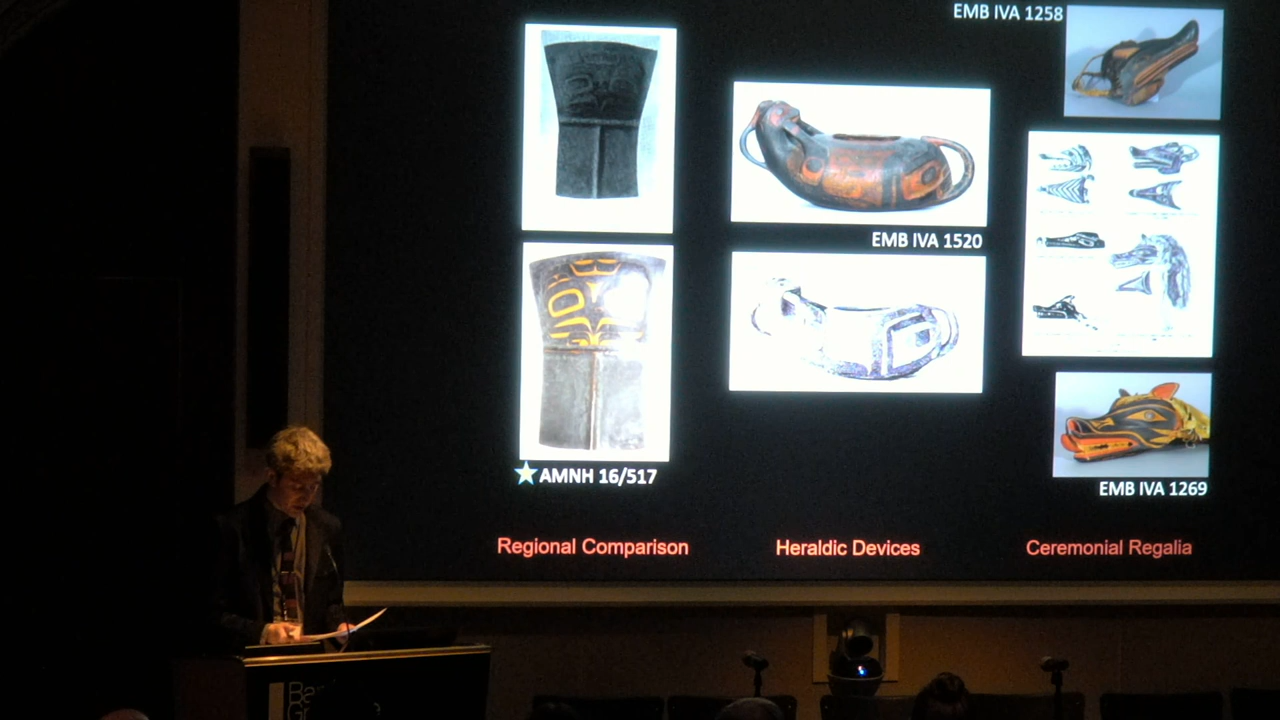 EMB IVA 1258
EMB IVA 1520
AMNH 16/517
EMB IVA 1269
Regional Comparison
Heraldic Devices
Ceremonial Regalia